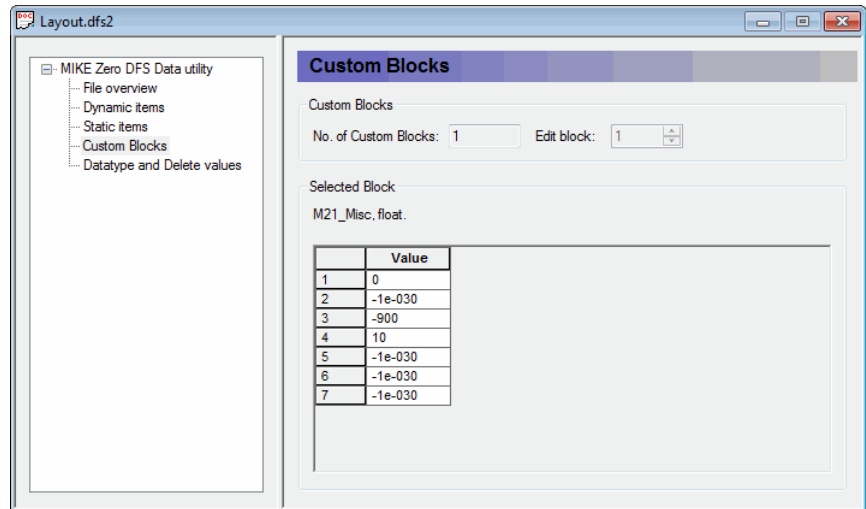 Layout.dfs2
MIKE Zero DFS Data utility
File overview
Dynamic items
Static items
Custom Blocks
Datatype and Delete values
Custom Blocks
Custom Blocks
No. of Custom Blocks: 1 Edit block: 1
Selected Block
M21_Misc, float.
Value
1 0
2 -1e-030
3 -900
4 10
5 -1e-030
6 -1e-030
7 -1e-030